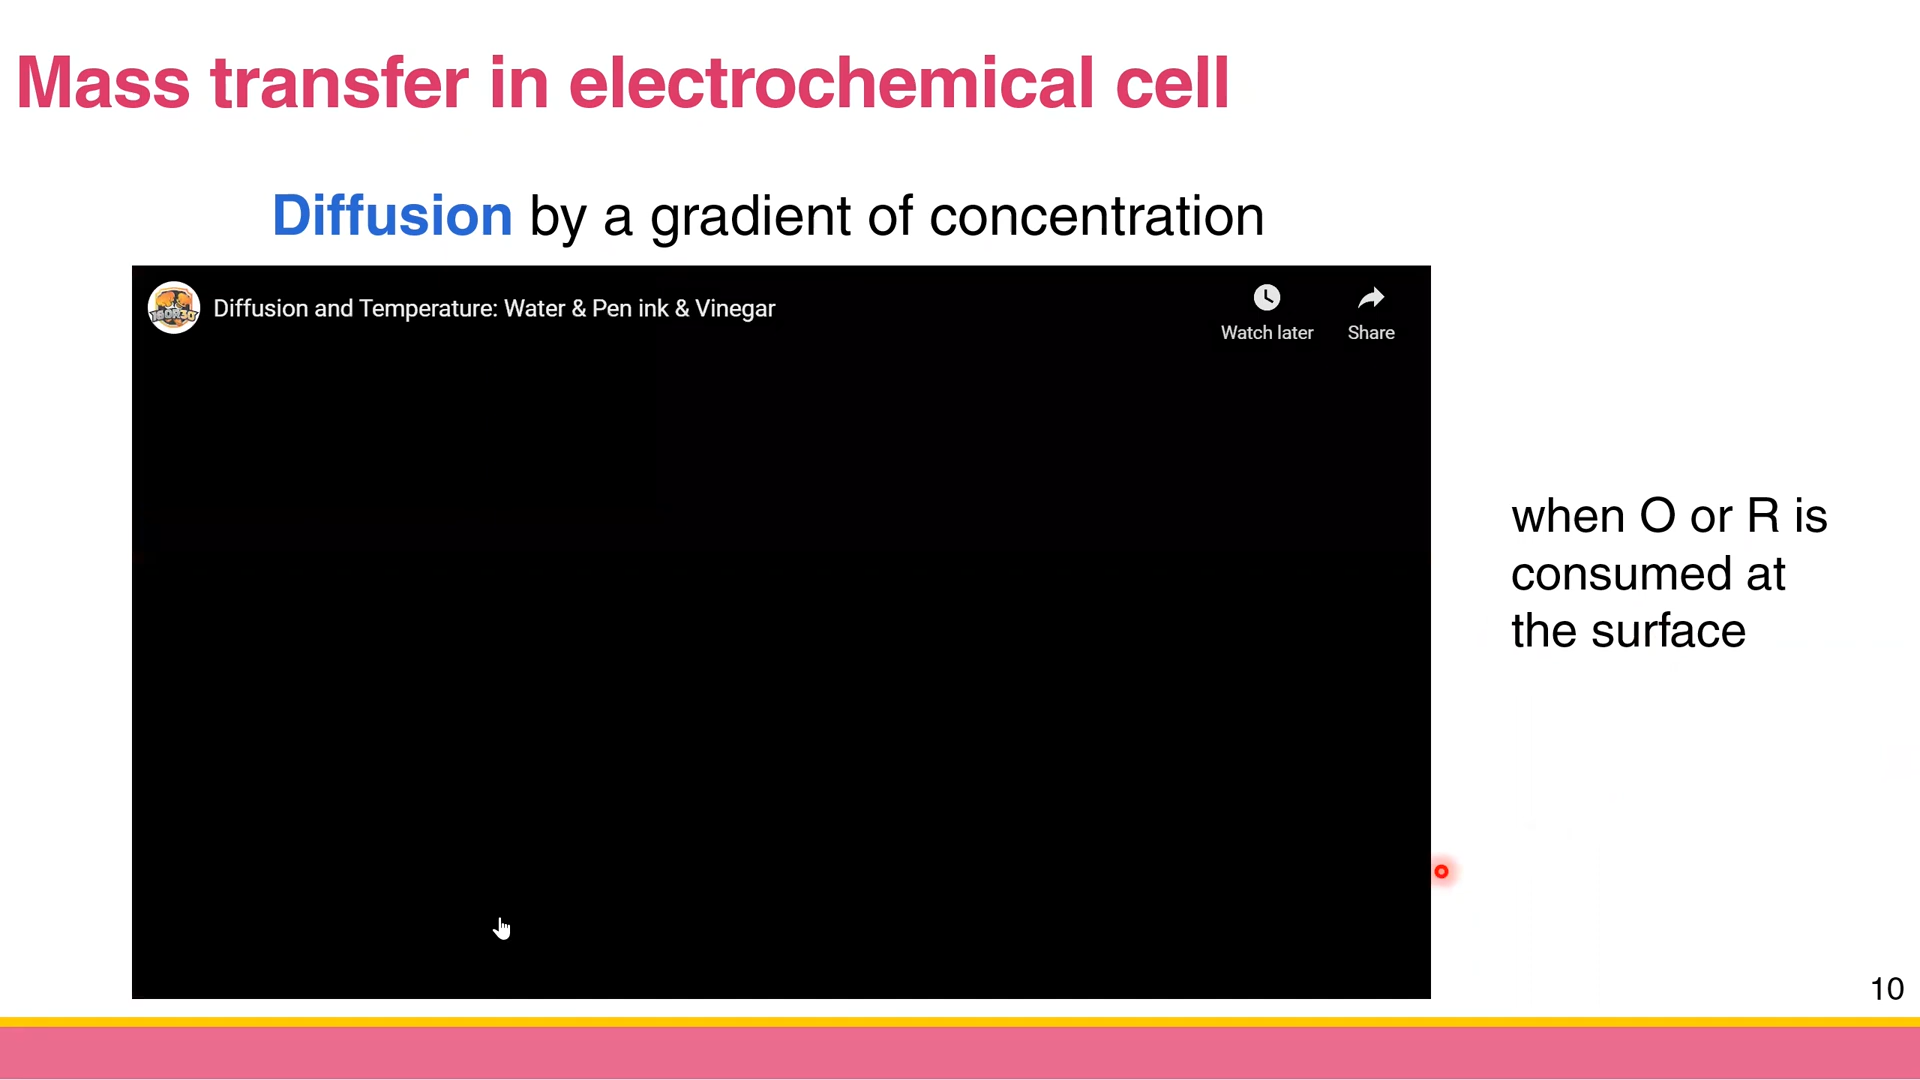 Mass transfer in electrochemical cell
Diffusion by a gradient of concentration
Diffusion and Temperature: Water & Pen ink & Vinegar
Watch later
Share
when O or R is
consumed at
the surface
10